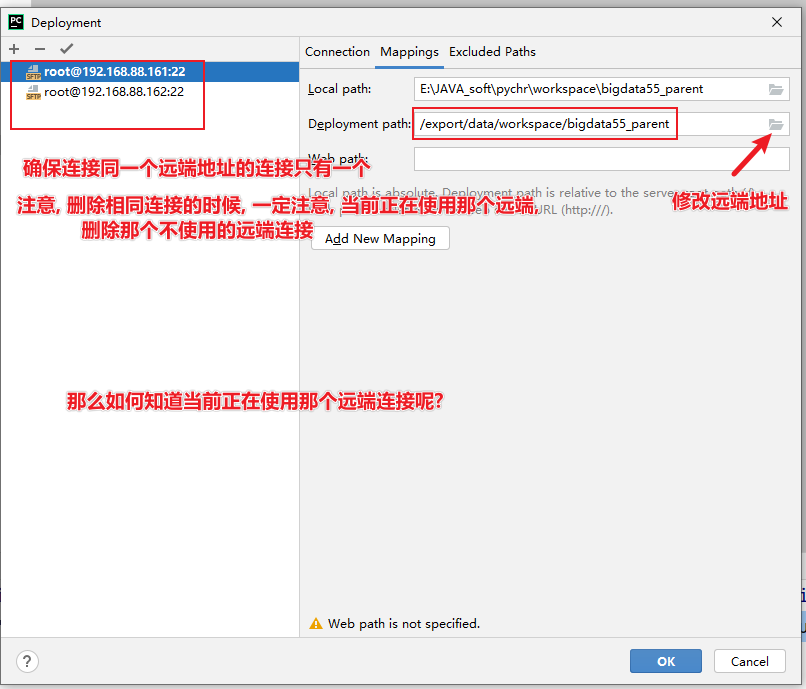 PC Deployment
root@192.168.88.161:22
root@192.168.88.162:22
SFTP
SFTP
确保连接同一个远端地址的连接只有一个
注意, 删除相同连接的时候, 一定注意, 当前正在使用那个远端,
删除那个不使用的远端连接
那么如何知道当前正在使用那个远端连接呢?
Connection Mappings Excluded Paths
Local path: E:\JAVA_soft\pychr\workspace\bigdata55_parent
Deployment path: /export/data/workspace/bigdata55_parent
Web path:
修改远端地址
Local path is absolute. Deployment path is relative to the server
URL (http:///).
Add New Mapping
Web path is not specified.
? OK Cancel